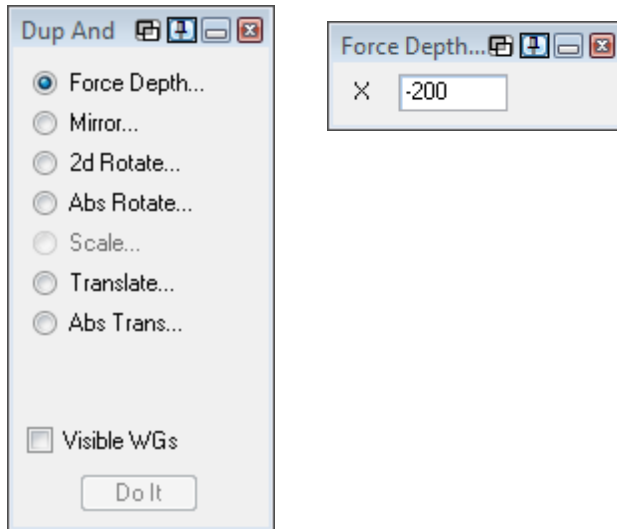 Dup And
Force Depth...
Mirror...
2d Rotate...
Abs Rotate...
Scale...
Translate...
Abs Trans...
Visible WGs
Do It
Force Depth...
X -200